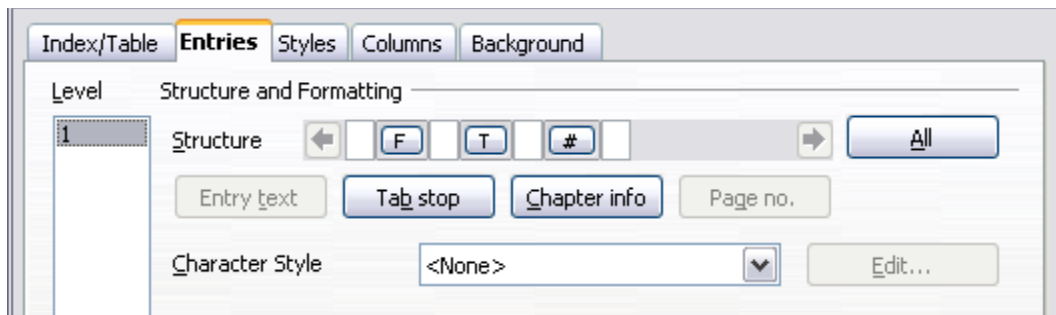 Index/Table Entries Styles Columns Background
Level Structure and Formatting
1 Structure F T # All
Entry text Tab stop Chapter info Page no.
Character Style <None> Edit...